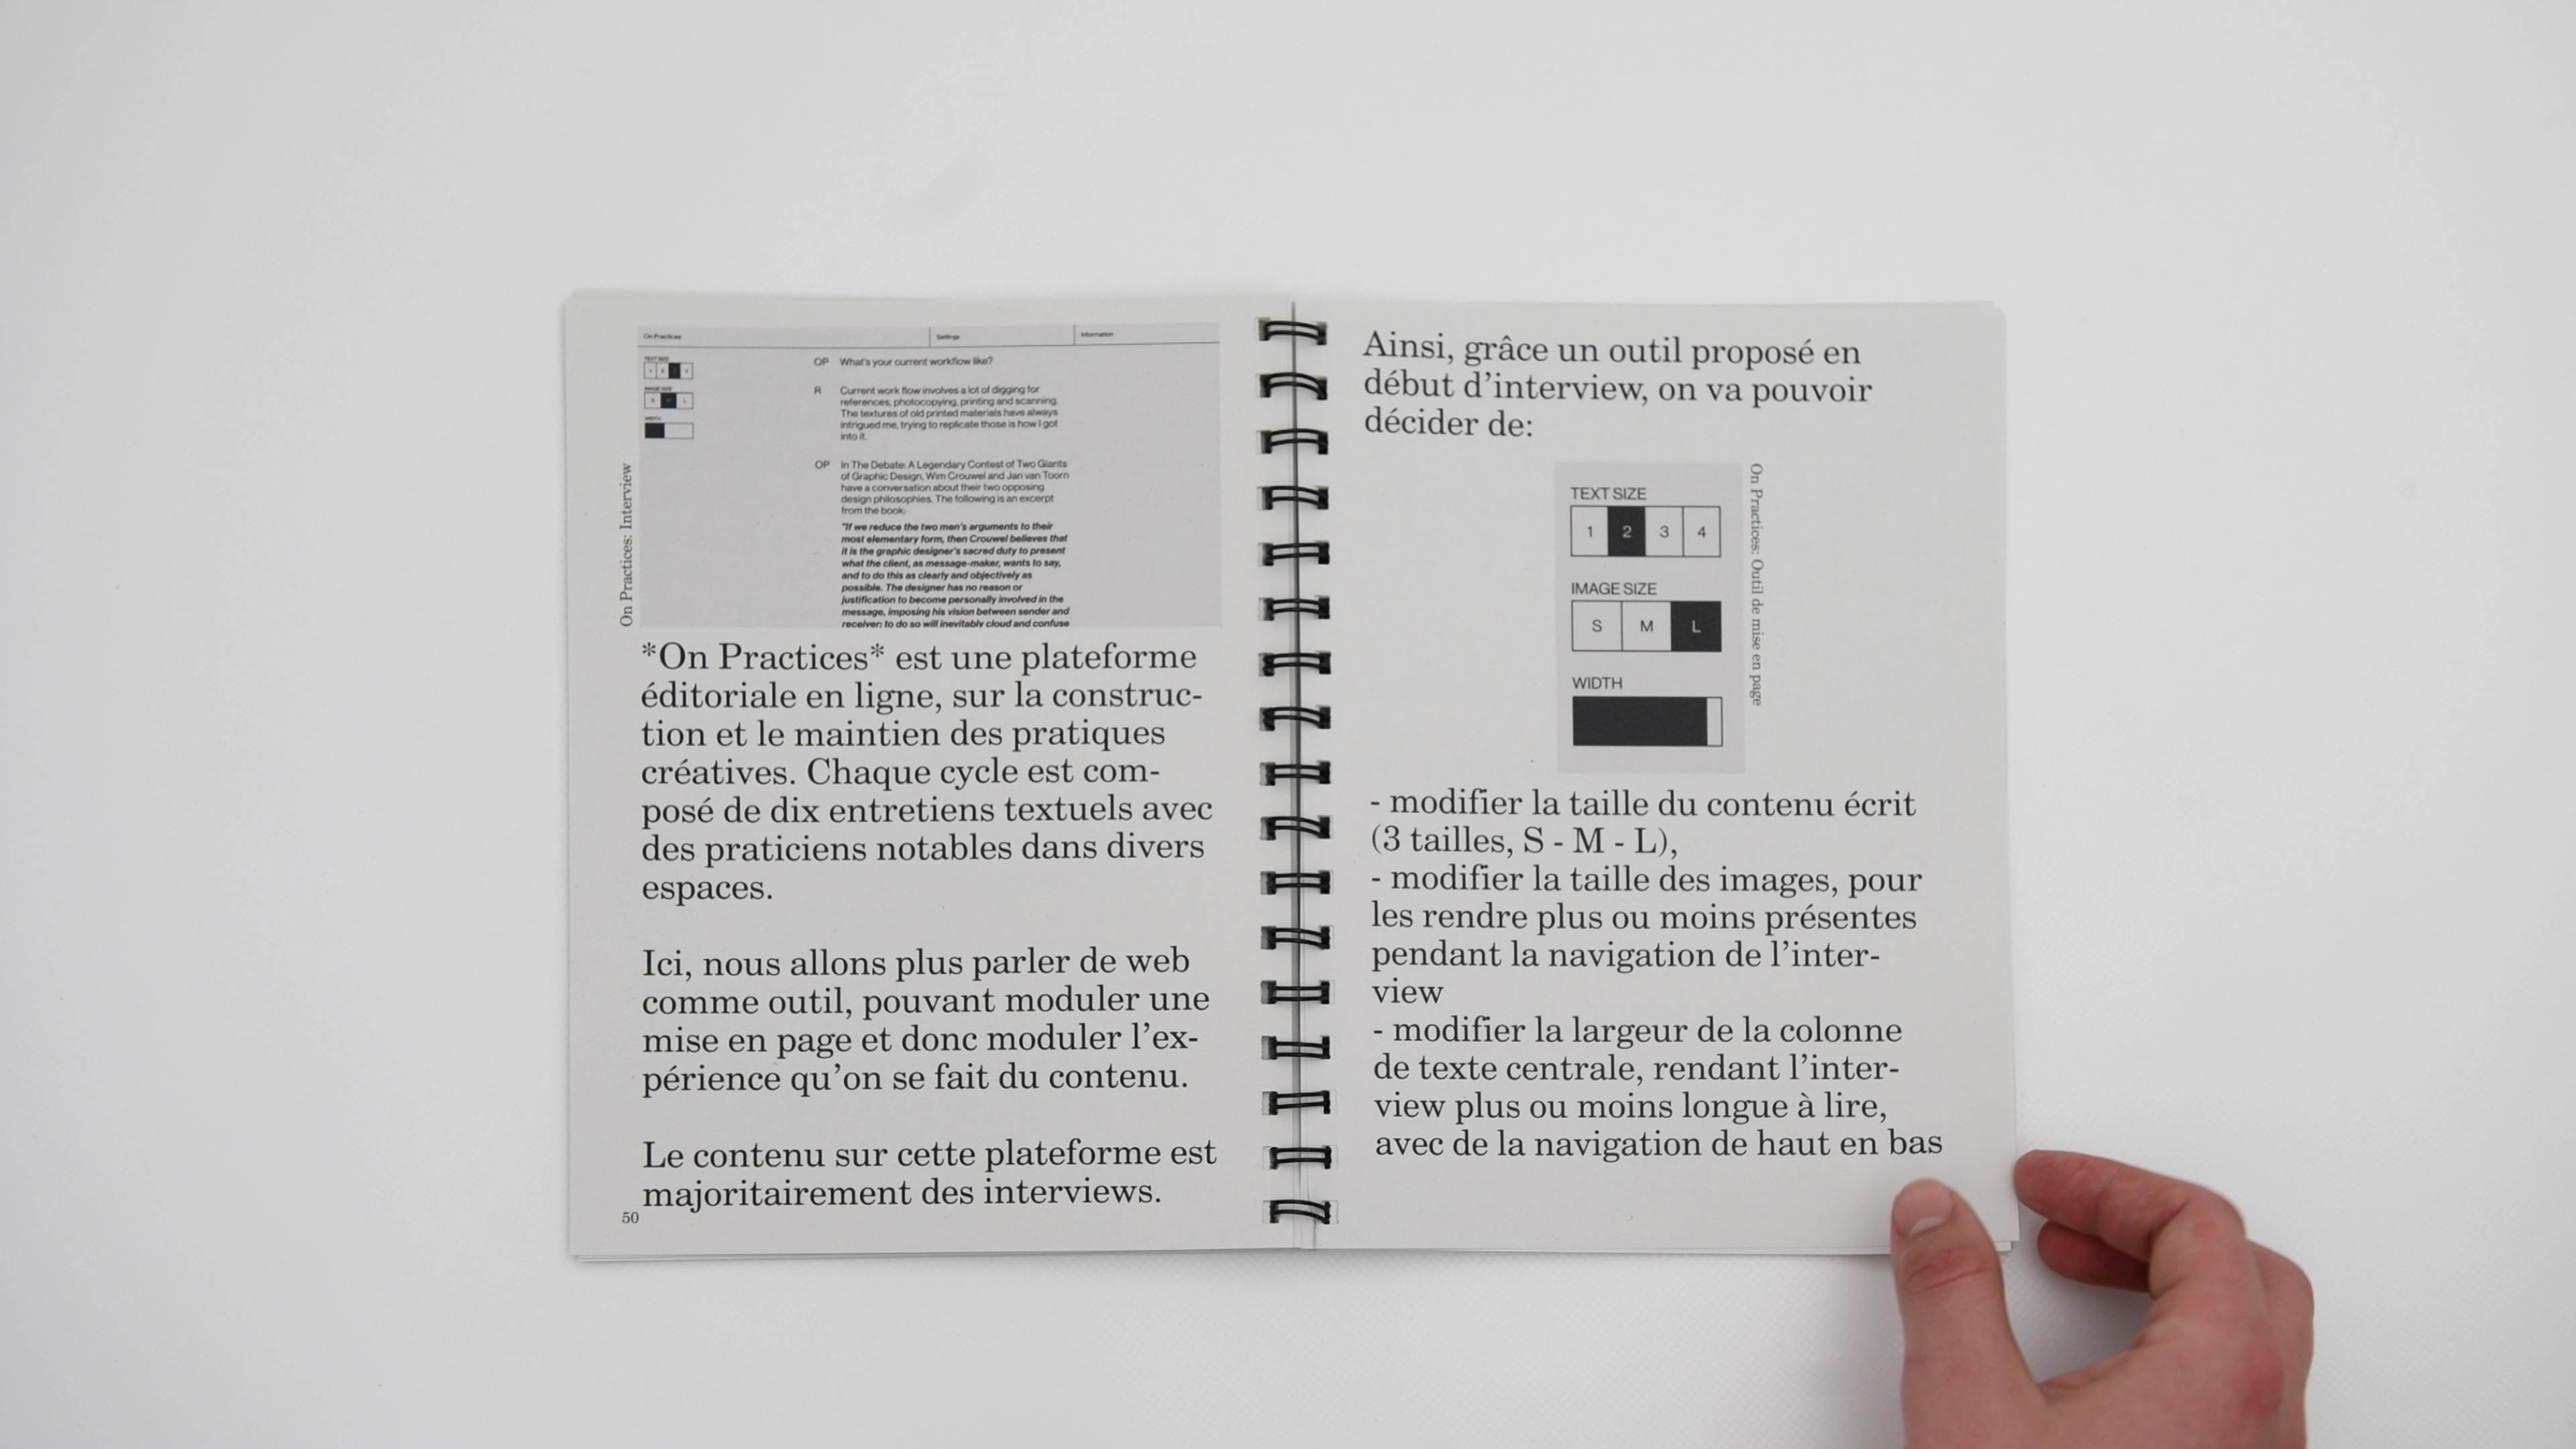 On Practices
Settings
Information
TEXT SIZE
1 2 3 4
IMAGE SIZE
S M L
WIDTH
OP What's your current workflow like?
R Current work flow involves a lot of digging for
references, photocopying, printing and scanning.
The textures of old printed materials have always
intrigued me, trying to replicate those is how I got
into it.
OP In The Debate: A Legendary Contest of Two Giants
of Graphic Design, Wim Crouwel and Jan van Toorn
have a conversation about their two opposing
design philosophies. The following is an excerpt
from the book:
"If we reduce the two men's arguments to their
most elementary form, then Crouwel believes that
it is the graphic designer's sacred duty to present
what the client, as message-maker, wants to say,
and to do this as clearly and objectively as
possible. The designer has no reason or
justification to become personally involved in the
message, imposing his vision between sender and
receiver; to do so will inevitably cloud and confuse
On Practices: Interview
*On Practices* est une plateforme
éditoriale en ligne, sur la construc-
tion et le maintien des pratiques
créatives. Chaque cycle est com-
posé de dix entretiens textuels avec
des praticiens notables dans divers
espaces.
Ici, nous allons plus parler de web
comme outil, pouvant moduler une
mise en page et donc moduler l'ex-
périence qu'on se fait du contenu.
Le contenu sur cette plateforme est
majoritairement des interviews.
50
Ainsi, grâce un outil proposé en
début d'interview, on va pouvoir
décider de:
TEXT SIZE
1 2 3 4
IMAGE SIZE
S M L
WIDTH
On Practices: Outil de mise en page
- modifier la taille du contenu écrit
(3 tailles, S - M - L),
- modifier la taille des images, pour
les rendre plus ou moins présentes
pendant la navigation de l'inter-
view
- modifier la largeur de la colonne
de texte centrale, rendant l'inter-
view plus ou moins longue à lire,
avec de la navigation de haut en bas